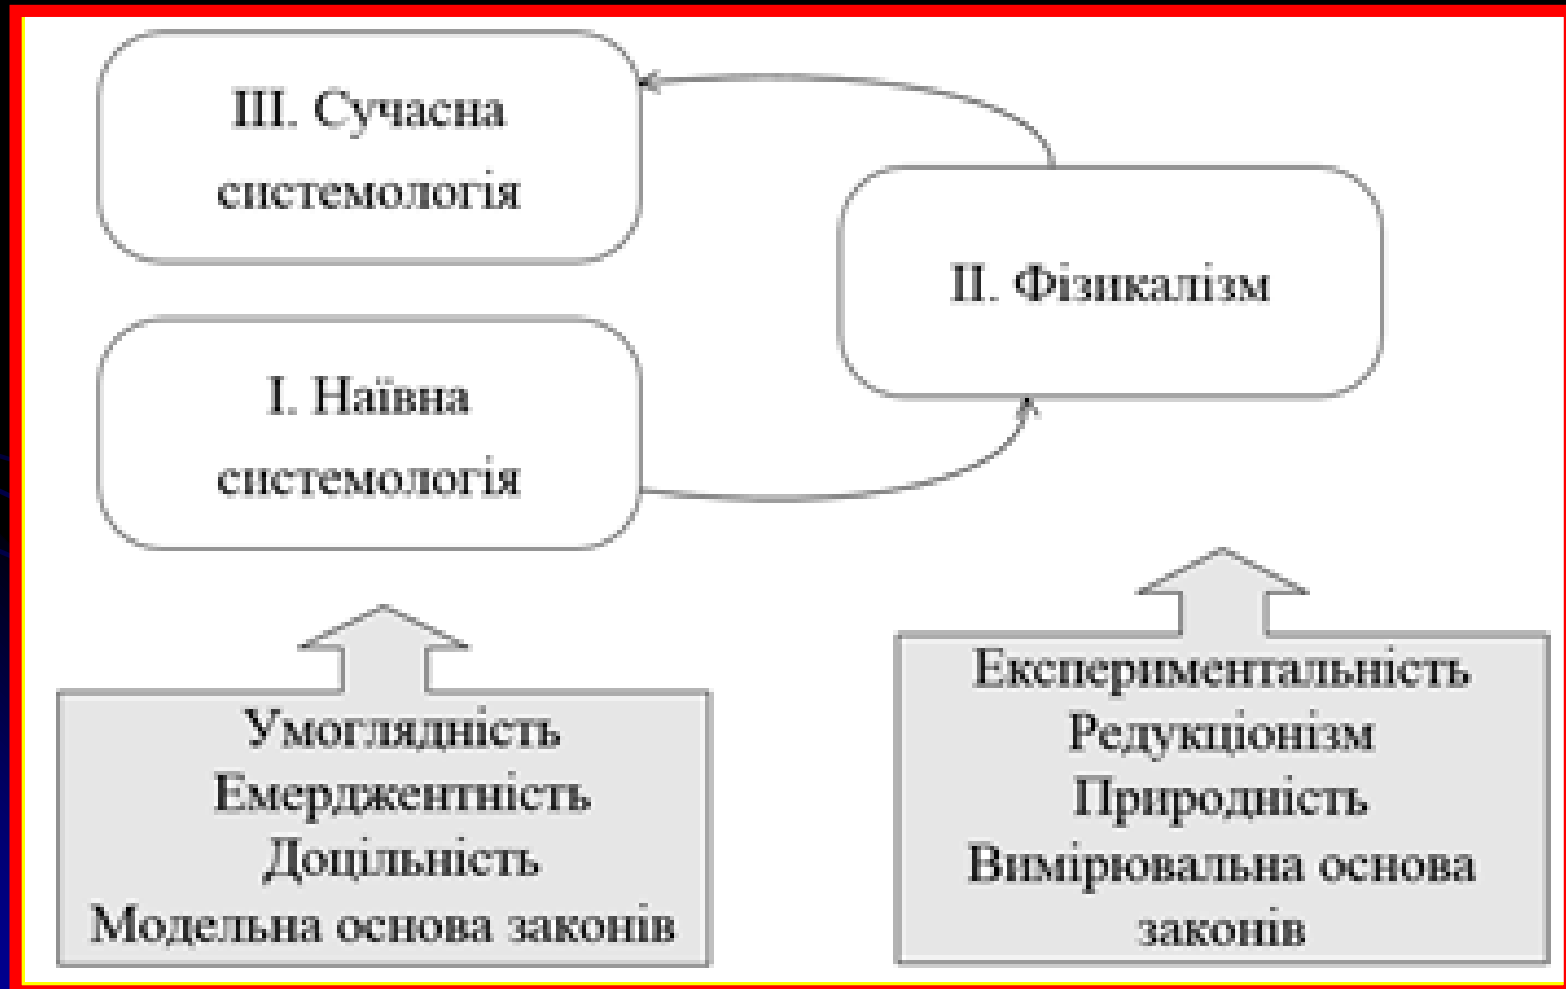 III. Сучасна
системологія
II. Фізикалізм
I. Наївна
системологія
Умоглядність
Емерджентність
Доцільність
Модельна основа законів
Експериментальність
Редукціонізм
Природність
Вимірювальна основа
законів